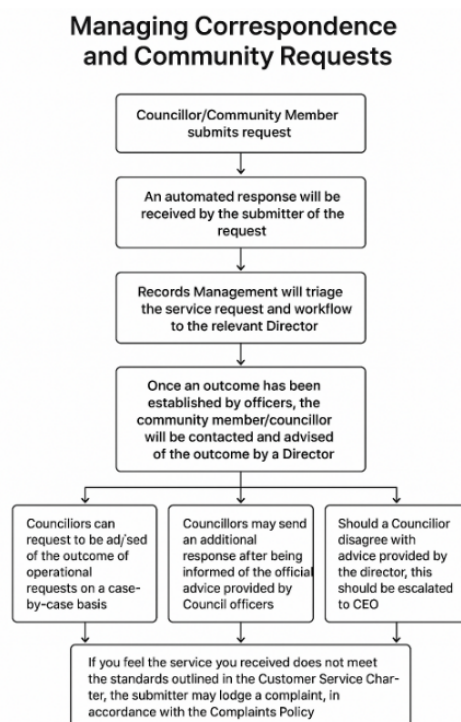 Managing Correspondence
and Community Requests
Councillor/Community Member
submits request
An automated response will be
received by the submitter of the
request
Records Management will triage
the service request and workflow
to the relevant Director
Once an outcome has been
established by officers, the
community member/councillor
will be contacted and advised
of the outcome by a Director
Councliors can
request to be ad/sed
of the outcome of
operational
requests on a case-
by-case basis
Councillors may send
an additional
response after being
informed of the official
advice provided by
Council officers
Should a Councilior
disagree with
advice provided by
the director, this
should be escalated
to CEO
If you feel the service you received does not meet
the standards outlined in the Customer Service Char-
ter, the submitter may lodge a complaint, in
accordance with the Complaints Policy